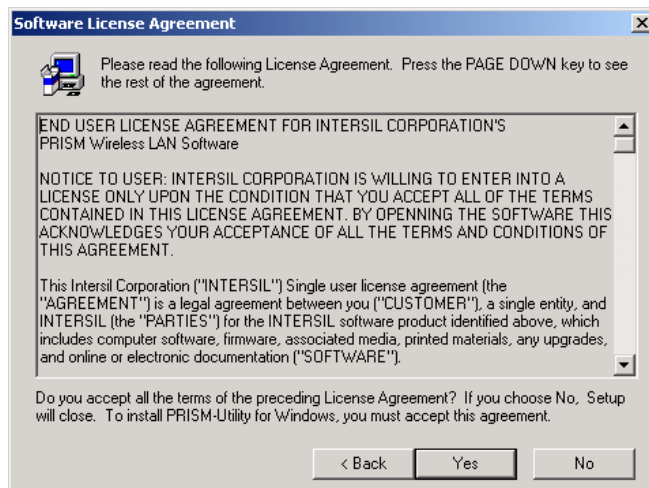 Software License Agreement
Please read the following License Agreement. Press the PAGE DOWN key to see
the rest of the agreement.
END USER LICENSE AGREEMENT FOR INTERSIL CORPORATION'S
PRISM Wireless LAN Software
NOTICE TO USER: INTERSIL CORPORATION IS WILLING TO ENTER INTO A
LICENSE ONLY UPON THE CONDITION THAT YOU ACCEPT ALL OF THE TERMS
CONTAINED IN THIS LICENSE AGREEMENT. BY OPENNING THE SOFTWARE THIS
ACKNOWLEDGES YOUR ACCEPTANCE OF ALL THE TERMS AND CONDITIONS OF
THIS AGREEMENT.
This Intersil Corporation ("INTERSIL") Single user license agreement (the
"AGREEMENT") is a legal agreement between you ("CUSTOMER"), a single entity, and
INTERSIL (the "PARTIES") for the INTERSIL software product identified above, which
includes computer software, firmware, associated media, printed materials, any upgrades,
and online or electronic documentation ("SOFTWARE").
Do you accept all the terms of the preceding License Agreement? If you choose No, Setup
will close. To install PRISM-Utility for Windows, you must accept this agreement.
< Back Yes No